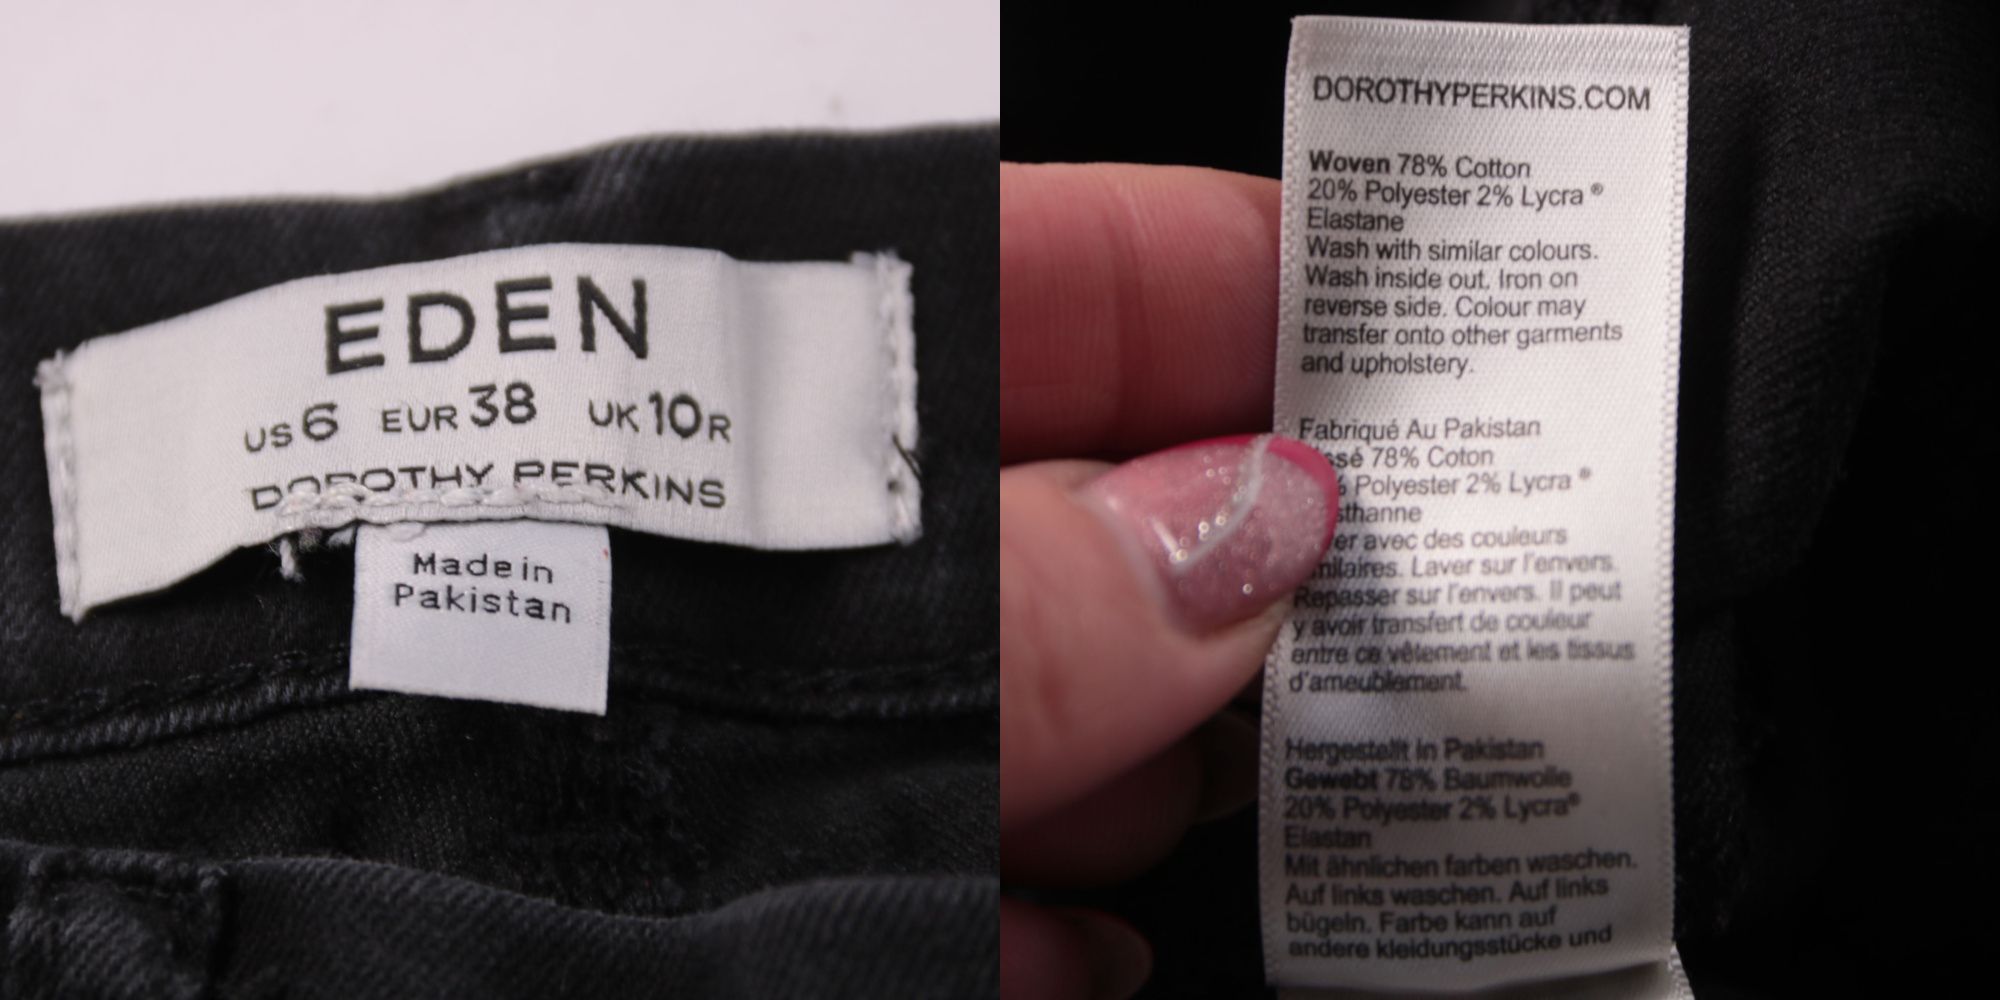 EDEN
US 6 EUR 38 UK 10R
DOROTHY PERKINS
Made in
Pakistan
DOROTHYPERKINS.COM
Woven 78% Cotton
20% Polyester 2% Lycra ®
Elastane
Wash with similar colours.
Wash inside out. Iron on
reverse side. Colour may
transfer onto other garments
and upholstery.
Fabriqué Au Pakistan
78% Coton
Polyester 2% Lycra ®
avec des couleurs
Laver sur l'envers.
Repasser sur l'envers. Il peut
y avoir transfert de couleur
entre ce vêtement et les tissus
d'ameublement.
Hergestellt in Pakistan
Gewebt 78% Baumwolle
20% Polyester 2% Lycra®
Elastan
Mit ähnlichen farben waschen.
Auf links waschen. Auf links
bügeln. Farbe kann auf
andere kleidungsstücke und